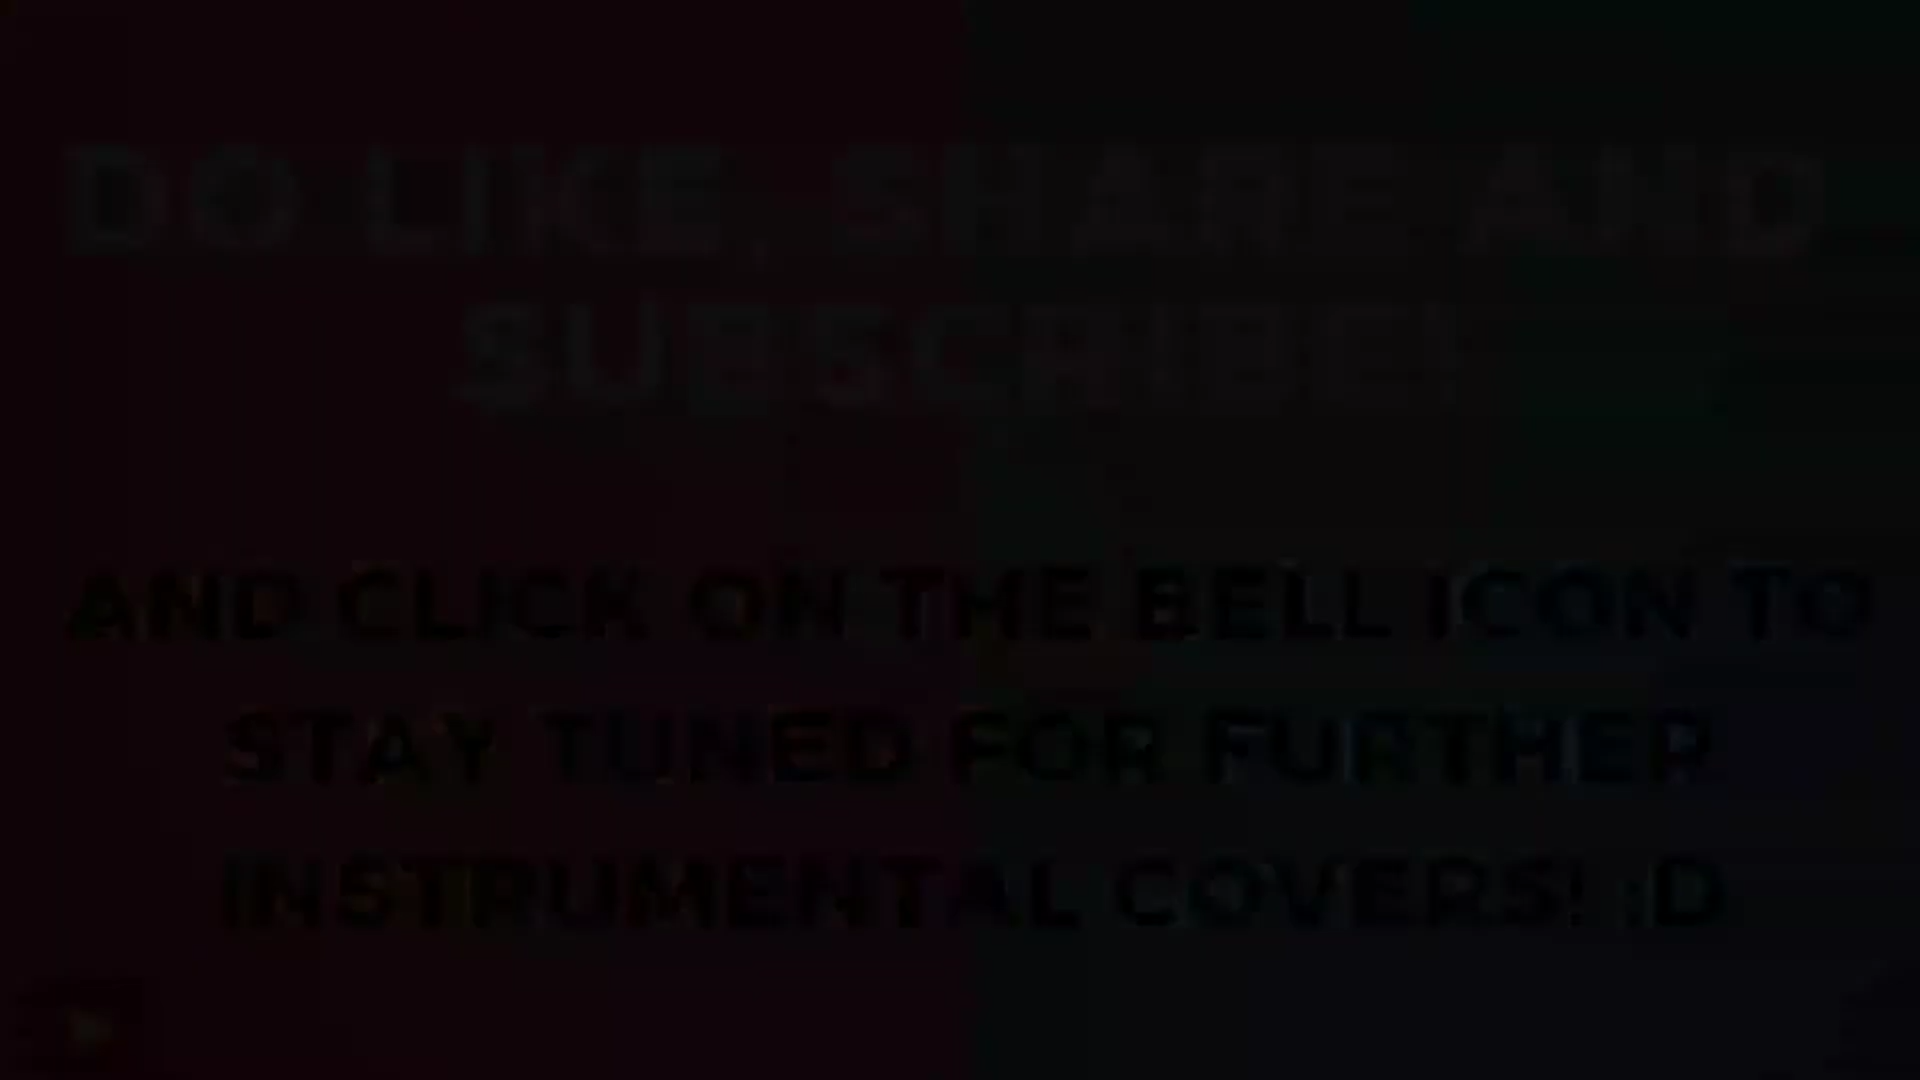 DO LIKE, SHARE AND
SUBSCRIBE!
AND CLICK ON THE BELL ICON TO
STAY TUNED FOR FURTHER
INSTRUMENTAL COVERS! :D